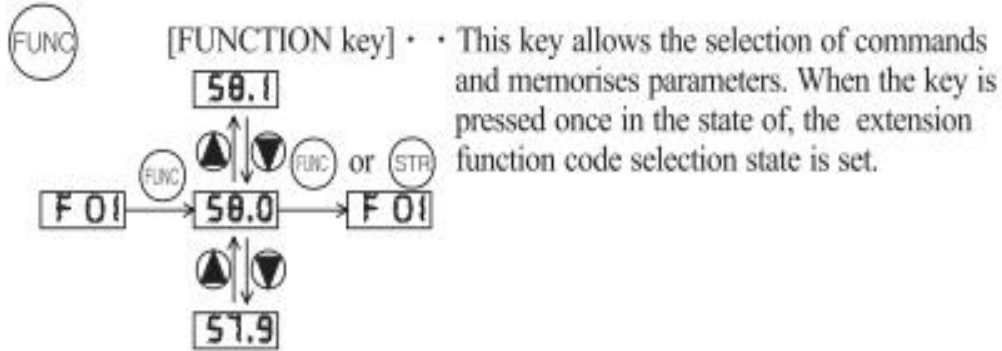 FUNC [FUNCTION key] · · This key allows the selection of commands
and memorises parameters. When the key is
pressed once in the state of, the extension
function code selection state is set.
58.1
FUNC
FUNC or STR
F 01 58.0 F 01
57.9